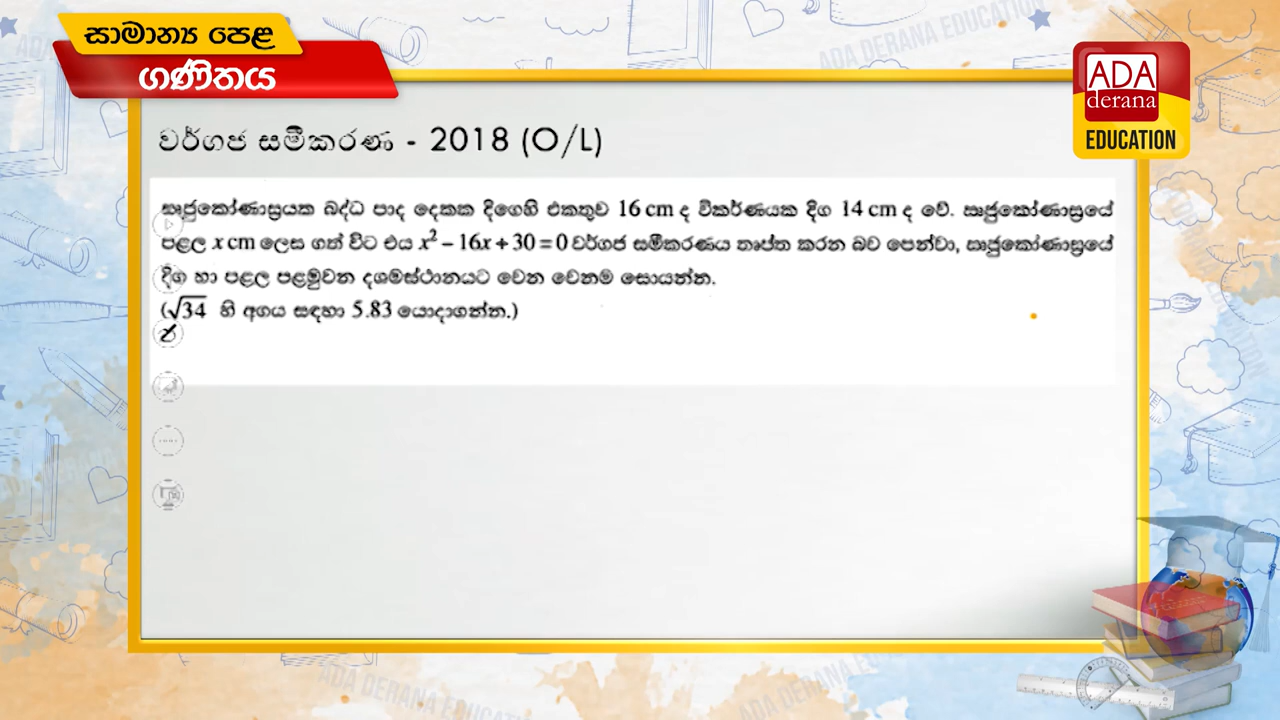 සාමාන්‍ය පෙළ
ගණිතය
ADA
derana
EDUCATION
වර්ගජ සමීකරණ - 2018 (O/L)
සෘජුකෝණාස්‍රයක බද්ධ පාද දෙකක දිගෙහි එකතුව 16 cm ද විකර්ණයක දිග 14 cm ද වේ. සෘජුකෝණාස්‍රයේ
පළල x cm ලෙස ගත් විට එය x² – 16x + 30 = 0 වර්ගජ සමීකරණය තෘප්ත කරන බව පෙන්වා, සෘජුකෝණාස්‍රයේ
දිග හා පළල පළමුවන දශමස්ථානයට වෙන වෙනම සොයන්න.
(√34 හි අගය සඳහා 5.83 යොදාගන්න.)